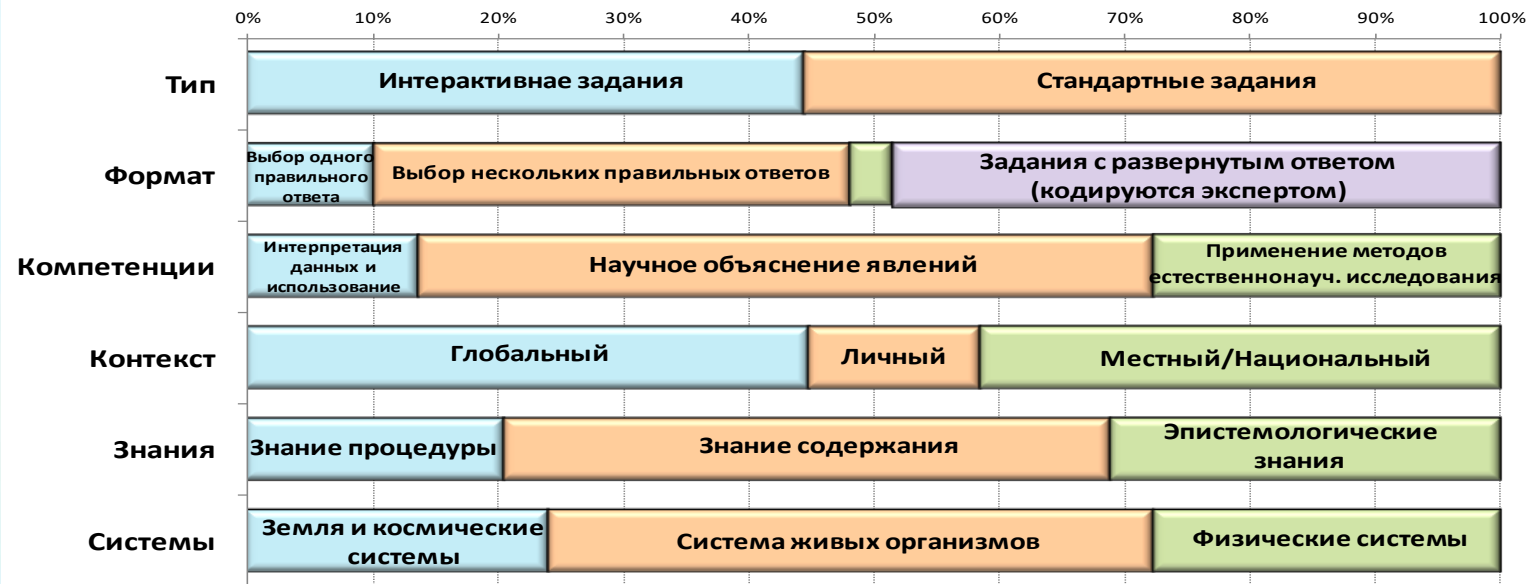 0% 10% 20% 30% 40% 50% 60% 70% 80% 90% 100%
Тип
Интерактивнае задания
Стандартные задания
Формат
Выбор одного
правильного
ответа
Выбор нескольких правильных ответов
Задания с развернутым ответом
(кодируются экспертом)
Компетенции
Интерпретация
данных и
использование
Научное объяснение явлений
Применение методов
естественнонауч. исследования
Контекст
Глобальный
Личный
Местный/Национальный
Знания
Знание процедуры
Знание содержания
Эпистемологические
знания
Системы
Земля и космические
системы
Система живых организмов
Физические системы